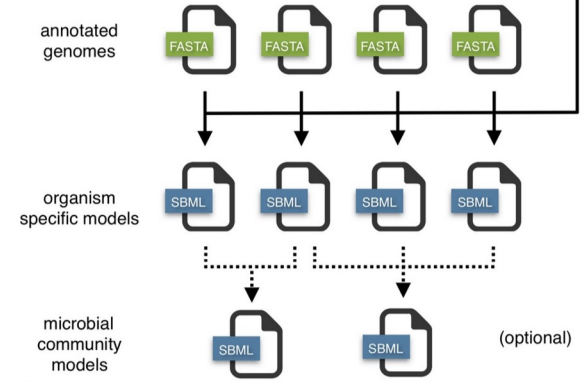 annotated
genomes
FASTA FASTA FASTA FASTA
organism
specific models
SBML SBML SBML SBML
microbial
community
models
SBML SBML
(optional)